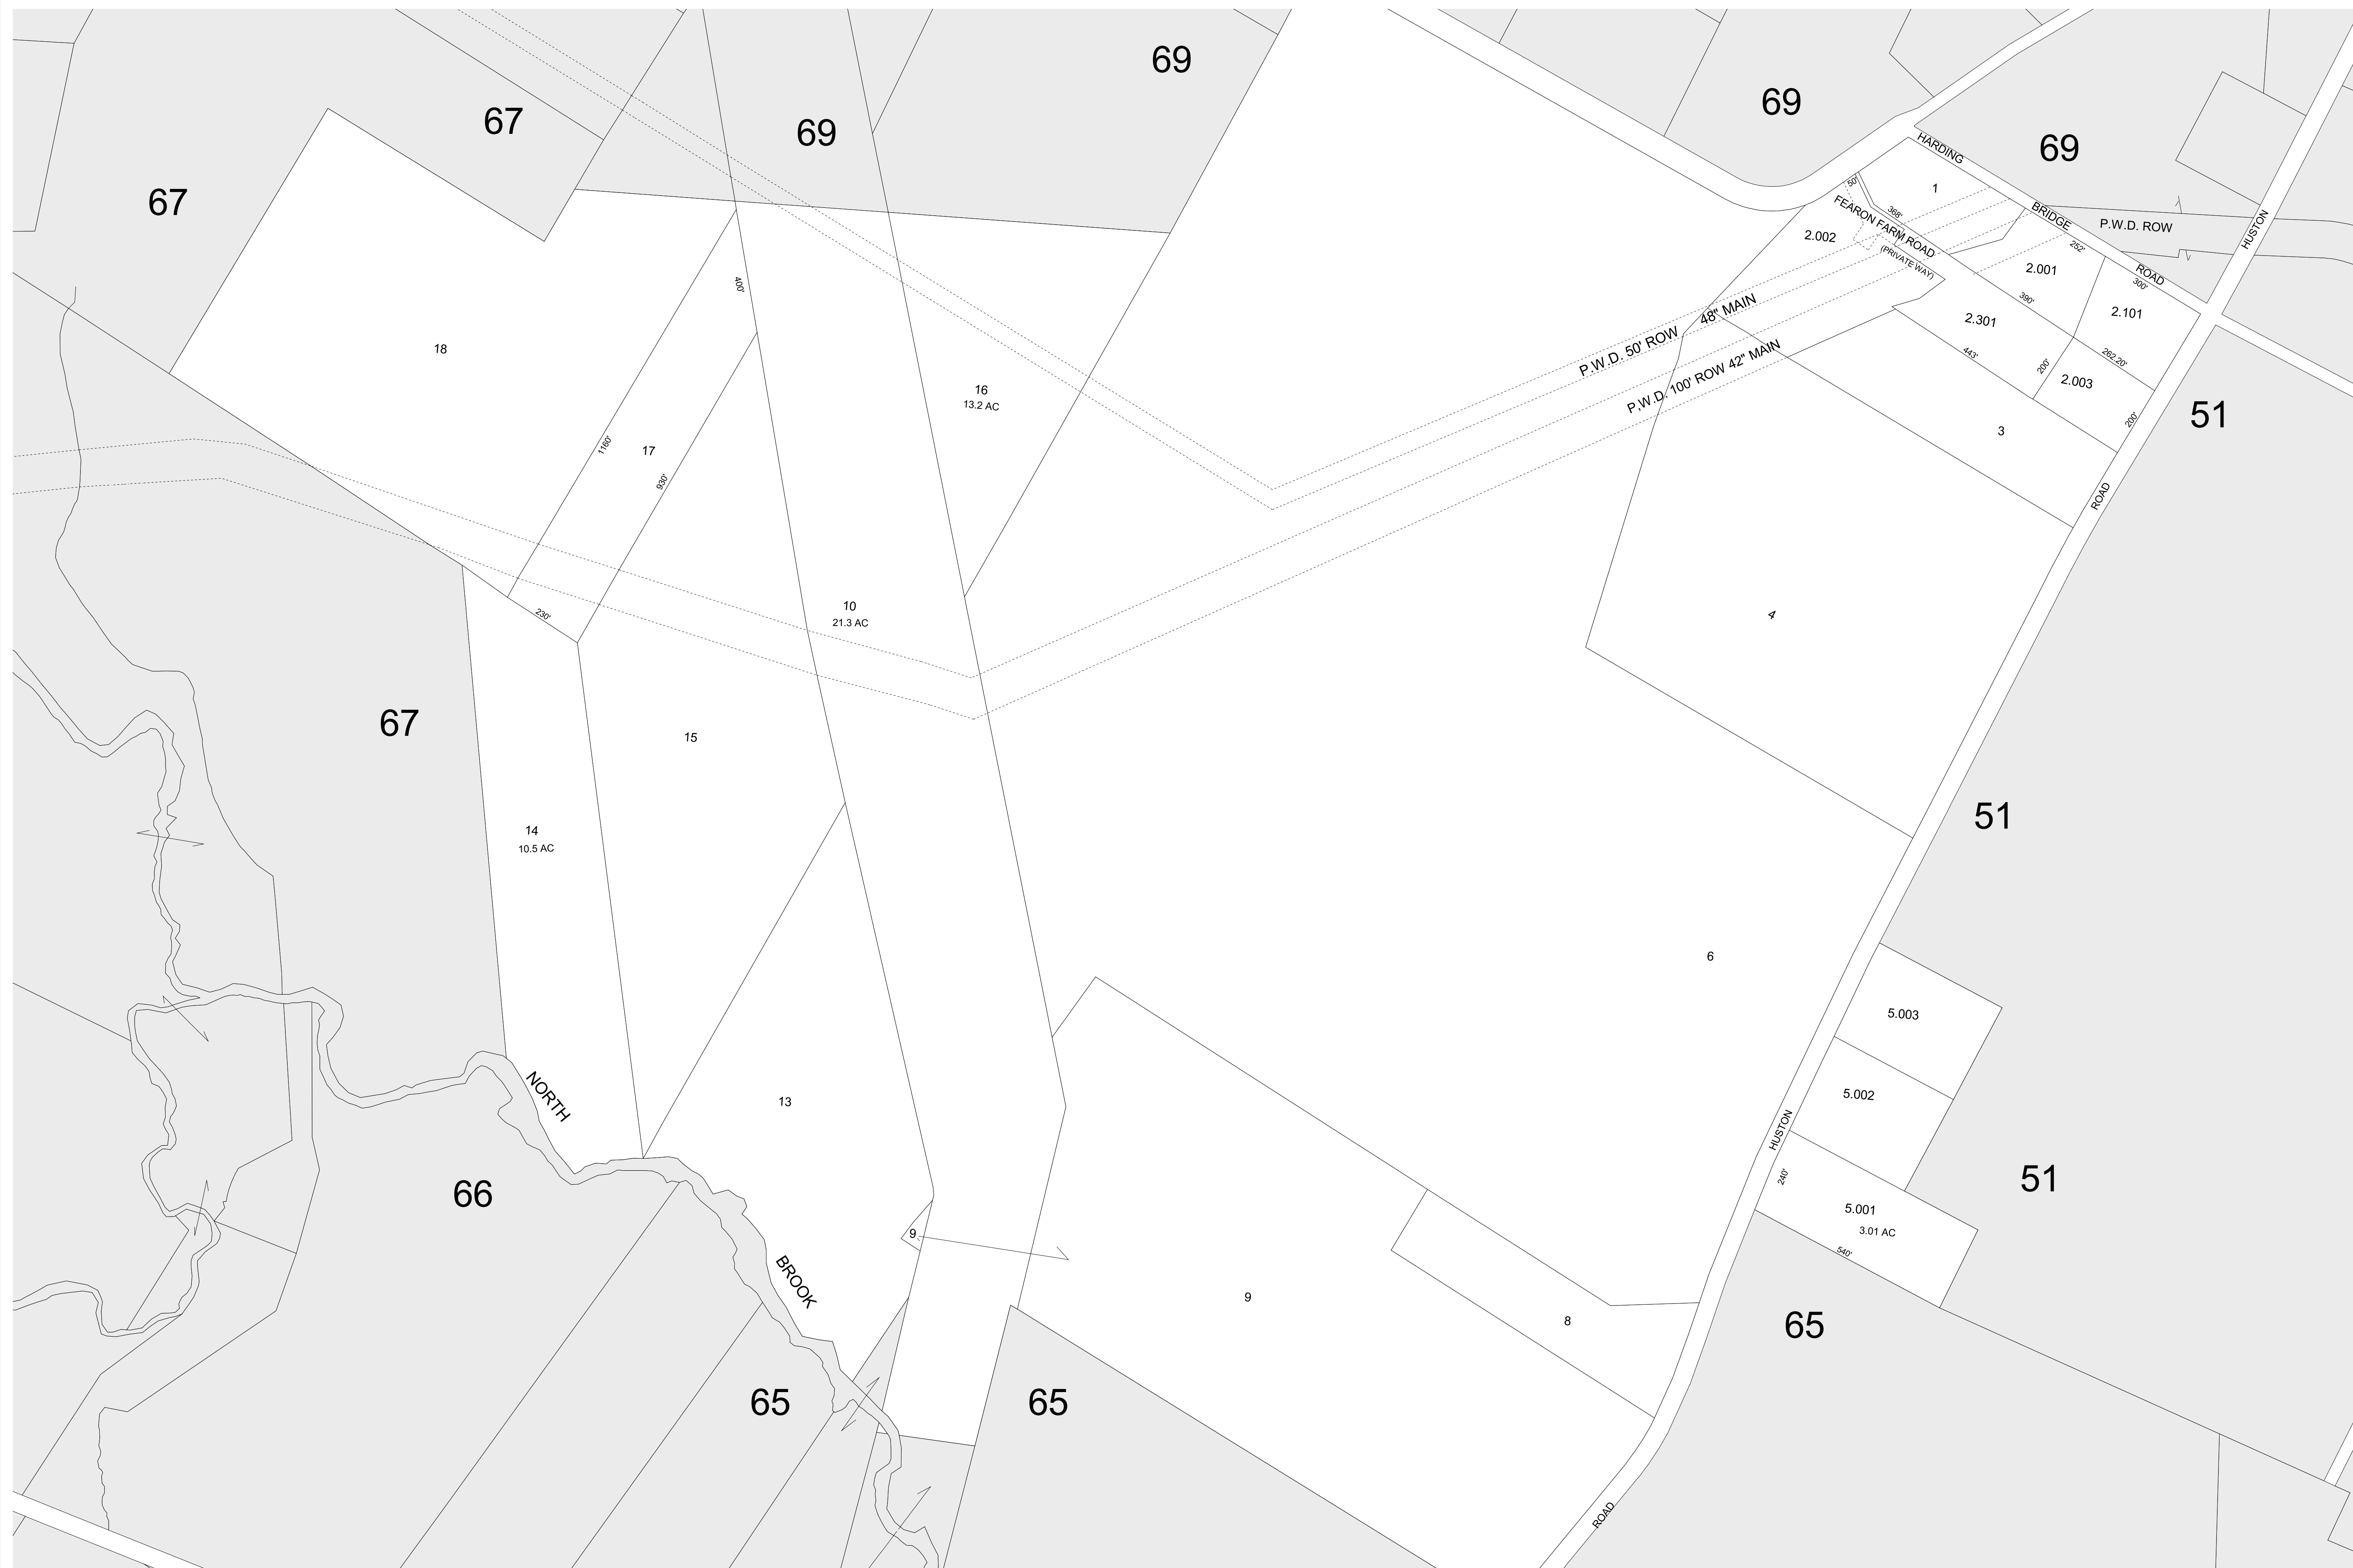 69
67
69
69
67
69
HARDING
BRIDGE
ROAD
P.W.D. ROW
HUSTON
50'
1
368'
FEARON FARM ROAD
(PRIVATE WAY)
2.002
252'
2.001
300'
390'
2.101
2.301
443'
262.20'
200'
2.003
200'
51
3
ROAD
P.W.D. 50' ROW 48" MAIN
P.W.D. 100' ROW 42" MAIN
400'
18
16
13.2 AC
17
1160'
930'
230'
10
21.3 AC
4
67
15
51
14
10.5 AC
6
5.003
5.002
HUSTON
240'
5.001
3.01 AC
540'
51
NORTH
13
66
9
BROOK
9
8
65
65
65
ROAD